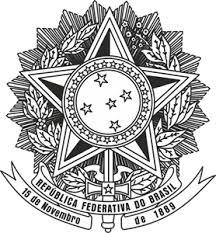 REPÚBLICA FEDERATIVA DO BRASIL
15 de Novembro de 1889